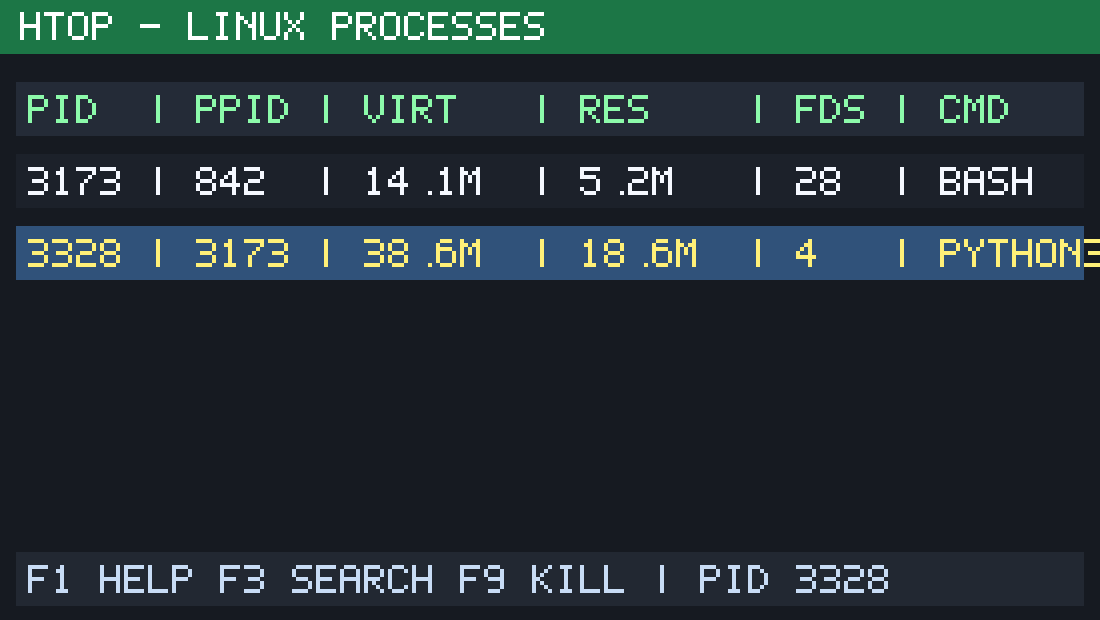 HTOP - LINUX PROCESSES
PID | PPID | VIRT | RES | FDS | CMD
3173 | 842 | 14 .1M | 5 .2M | 28 | BASH
3328 | 3173 | 38 .6M | 18 .6M | 4 | PYTHON3
F1 HELP F3 SEARCH F9 KILL | PID 3328